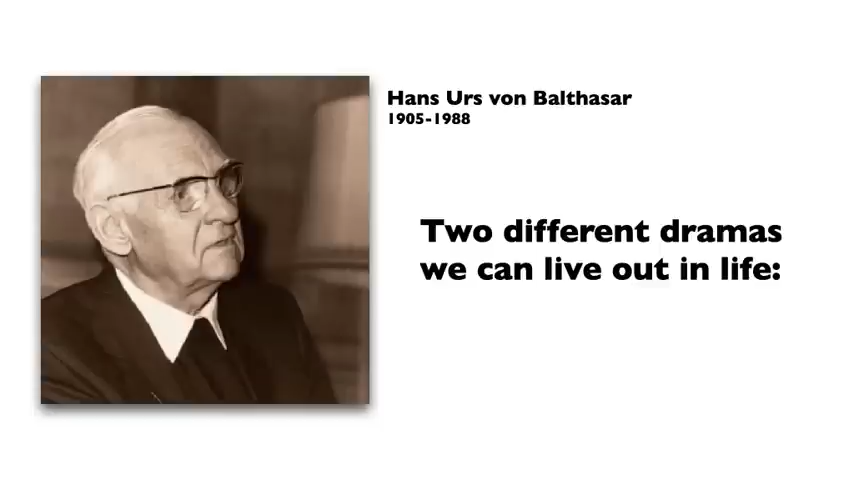 Hans Urs von Balthasar
1905-1988
Two different dramas
we can live out in life: